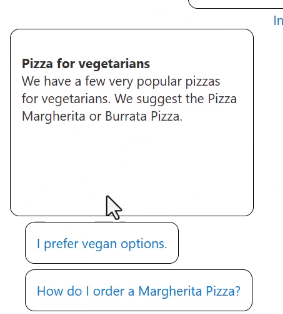 In
Pizza for vegetarians
We have a few very popular pizzas
for vegetarians. We suggest the Pizza
Margherita or Burrata Pizza.
I prefer vegan options.
How do I order a Margherita Pizza?